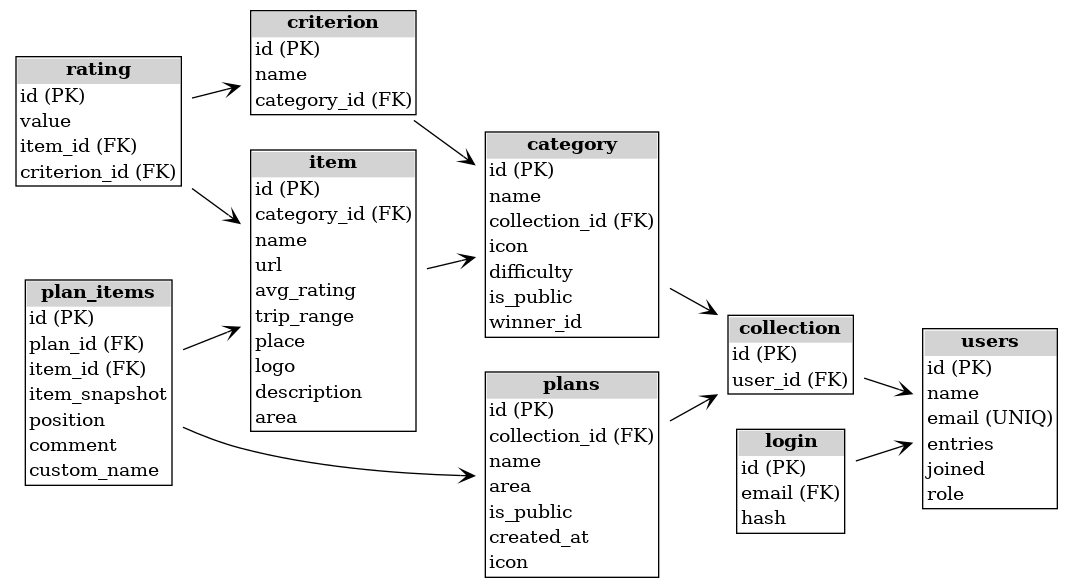 criterion
id (PK)
name
category_id (FK)
rating
id (PK)
value
item_id (FK)
criterion_id (FK)
item
id (PK)
category_id (FK)
name
url
avg_rating
trip_range
place
logo
description
area
category
id (PK)
name
collection_id (FK)
icon
difficulty
is_public
winner_id
plan_items
id (PK)
plan_id (FK)
item_id (FK)
item_snapshot
position
comment
custom_name
plans
id (PK)
collection_id (FK)
name
area
is_public
created_at
icon
collection
id (PK)
user_id (FK)
login
id (PK)
email (FK)
hash
users
id (PK)
name
email (UNIQ)
entries
joined
role